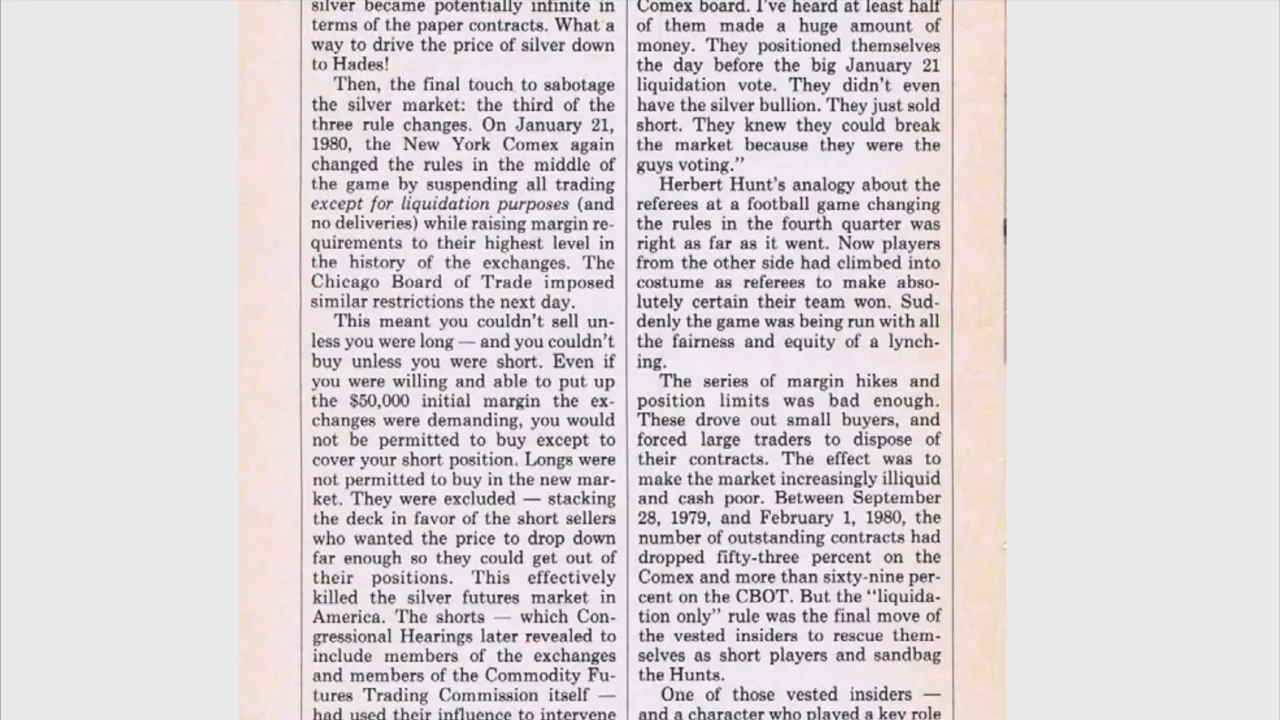 silver became potentially infinite in
terms of the paper contracts. What a
way to drive the price of silver down
to Hades!
Then, the final touch to sabotage
the silver market: the third of the
three rule changes. On January 21,
1980, the New York Comex again
changed the rules in the middle of
the game by suspending all trading
except for liquidation purposes (and
no deliveries) while raising margin re-
quirements to their highest level in
the history of the exchanges. The
Chicago Board of Trade imposed
similar restrictions the next day.
This meant you couldn't sell un-
less you were long — and you couldn't
buy unless you were short. Even if
you were willing and able to put up
the $50,000 initial margin the ex-
changes were demanding, you would
not be permitted to buy except to
cover your short position. Longs were
not permitted to buy in the new mar-
ket. They were excluded — stacking
the deck in favor of the short sellers
who wanted the price to drop down
far enough so they could get out of
their positions. This effectively
killed the silver futures market in
America. The shorts — which Con-
gressional Hearings later revealed to
include members of the exchanges
and members of the Commodity Fu-
tures Trading Commission itself —
had used their influence to intervene
Comex board. I've heard at least half
of them made a huge amount of
money. They positioned themselves
the day before the big January 21
liquidation vote. They didn't even
have the silver bullion. They just sold
short. They knew they could break
the market because they were the
guys voting."
Herbert Hunt's analogy about the
referees at a football game changing
the rules in the fourth quarter was
right as far as it went. Now players
from the other side had climbed into
costume as referees to make abso-
lutely certain their team won. Sud-
denly the game was being run with all
the fairness and equity of a lynch-
ing.
The series of margin hikes and
position limits was bad enough.
These drove out small buyers, and
forced large traders to dispose of
their contracts. The effect was to
make the market increasingly illiquid
and cash poor. Between September
28, 1979, and February 1, 1980, the
number of outstanding contracts had
dropped fifty-three percent on the
Comex and more than sixty-nine per-
cent on the CBOT. But the "liquida-
tion only" rule was the final move of
the vested insiders to rescue them-
selves as short players and sandbag
the Hunts.
One of those vested insiders —
and a character who played a key role